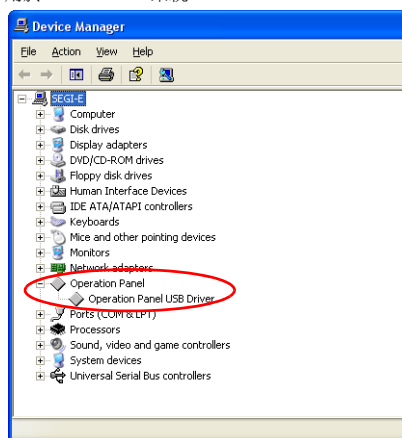 Device Manager
File Action View Help
SEGI-E
Computer
Disk drives
Display adapters
DVD/CD-ROM drives
Floppy disk drives
Human Interface Devices
IDE ATA/ATAPI controllers
Keyboards
Mice and other pointing devices
Monitors
Network adapters
Operation Panel
Operation Panel USB Driver
Ports (COM & LPT)
Processors
Sound, video and game controllers
System devices
Universal Serial Bus controllers